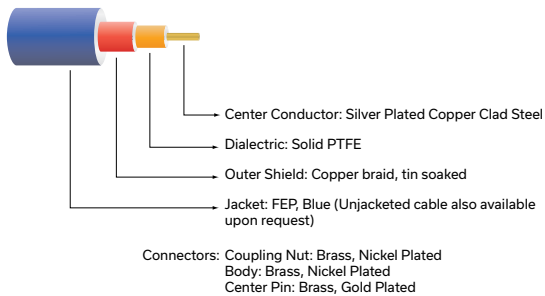 Center Conductor: Silver Plated Copper Clad Steel
Dialectric: Solid PTFE
Outer Shield: Copper braid, tin soaked
Jacket: FEP, Blue (Unjacketed cable also available
upon request)
Connectors: Coupling Nut: Brass, Nickel Plated
Body: Brass, Nickel Plated
Center Pin: Brass, Gold Plated